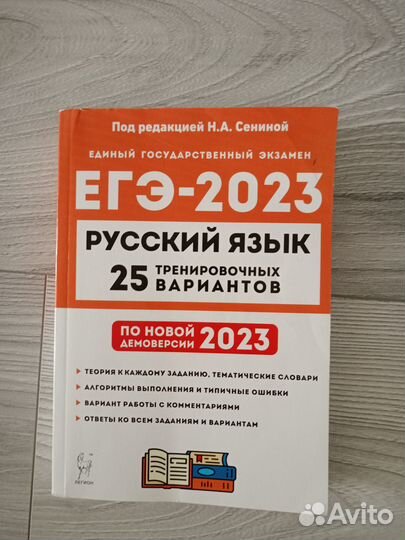 Под редакцией Н.А. Сениной
ЕДИНЫЙ ГОСУДАРСТВЕННЫЙ ЭКЗАМЕН
ЕГЭ-2023
РУССКИЙ ЯЗЫК
25 ТРЕНИРОВОЧНЫХ
ВАРИАНТОВ
ПО НОВОЙ
ДЕМОВЕРСИИ 2023
ТЕОРИЯ К КАЖДОМУ ЗАДАНИЮ, ТЕМАТИЧЕСКИЕ СЛОВАРИ
АЛГОРИТМЫ ВЫПОЛНЕНИЯ И ТИПИЧНЫЕ ОШИБКИ
ВАРИАНТ РАБОТЫ С КОММЕНТАРИЯМИ
ОТВЕТЫ КО ВСЕМ ЗАДАНИЯМ И ВАРИАНТАМ
ЛЕГИОН
Avito